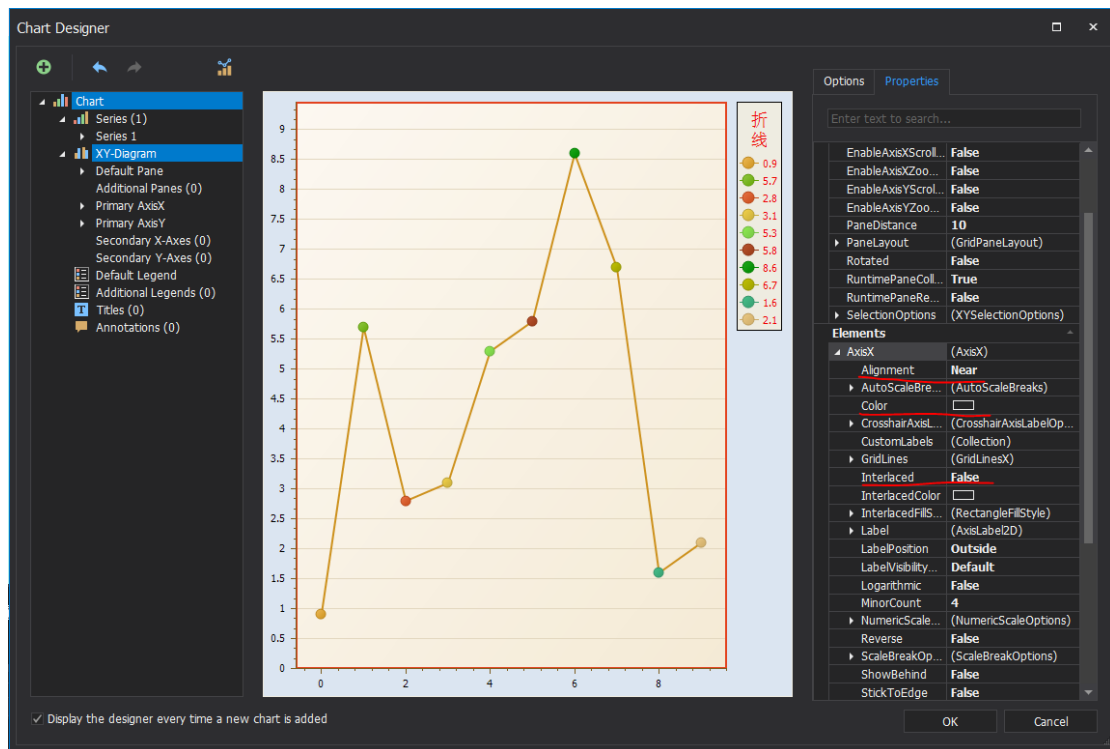 Chart Designer
Chart
Series (1)
Series 1
XY-Diagram
Default Pane
Additional Panes (0)
Primary AxisX
Primary AxisY
Secondary X-Axes (0)
Secondary Y-Axes (0)
Default Legend
Additional Legends (0)
T Titles (0)
Annotations (0)
9
8.5
8
7.5
7
6.5
6
5.5
5
4.5
4
3.5
3
2.5
2
1.5
1
0.5
0
0 2 4 6 8
折
线
0.9
5.7
2.8
3.1
5.3
5.8
8.6
6.7
1.6
2.1
Options Properties
Enter text to search...
EnableAxisXScroll... False
EnableAxisXZoo... False
EnableAxisYScrol... False
EnableAxisYZoo... False
PaneDistance 10
PaneLayout (GridPaneLayout)
Rotated False
RuntimePaneColl... True
RuntimePaneRe... False
SelectionOptions (XYSelectionOptions)
Elements
AxisX (AxisX)
Alignment Near
AutoScaleBre... (AutoScaleBreaks)
Color
CrosshairAxisL... (CrosshairAxisLabelOp...
CustomLabels (Collection)
GridLines (GridLinesX)
Interlaced False
InterlacedColor
InterlacedFillS... (RectangleFillStyle)
Label (AxisLabel2D)
LabelPosition Outside
LabelVisibility... Default
Logarithmic False
MinorCount 4
NumericScale... (NumericScaleOptions)
Reverse False
ScaleBreakOp... (ScaleBreakOptions)
ShowBehind False
StickToEdge False
Display the designer every time a new chart is added
OK Cancel